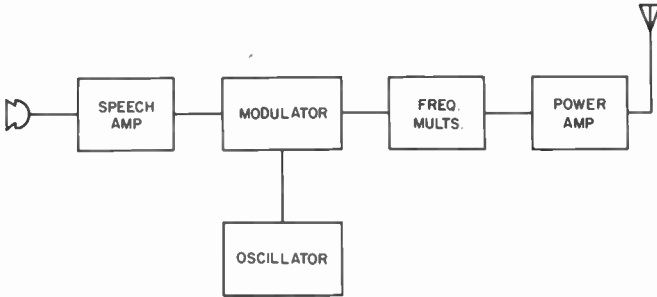 SPEECH
AMP
MODULATOR
FREQ.
MULTS.
POWER
AMP
OSCILLATOR